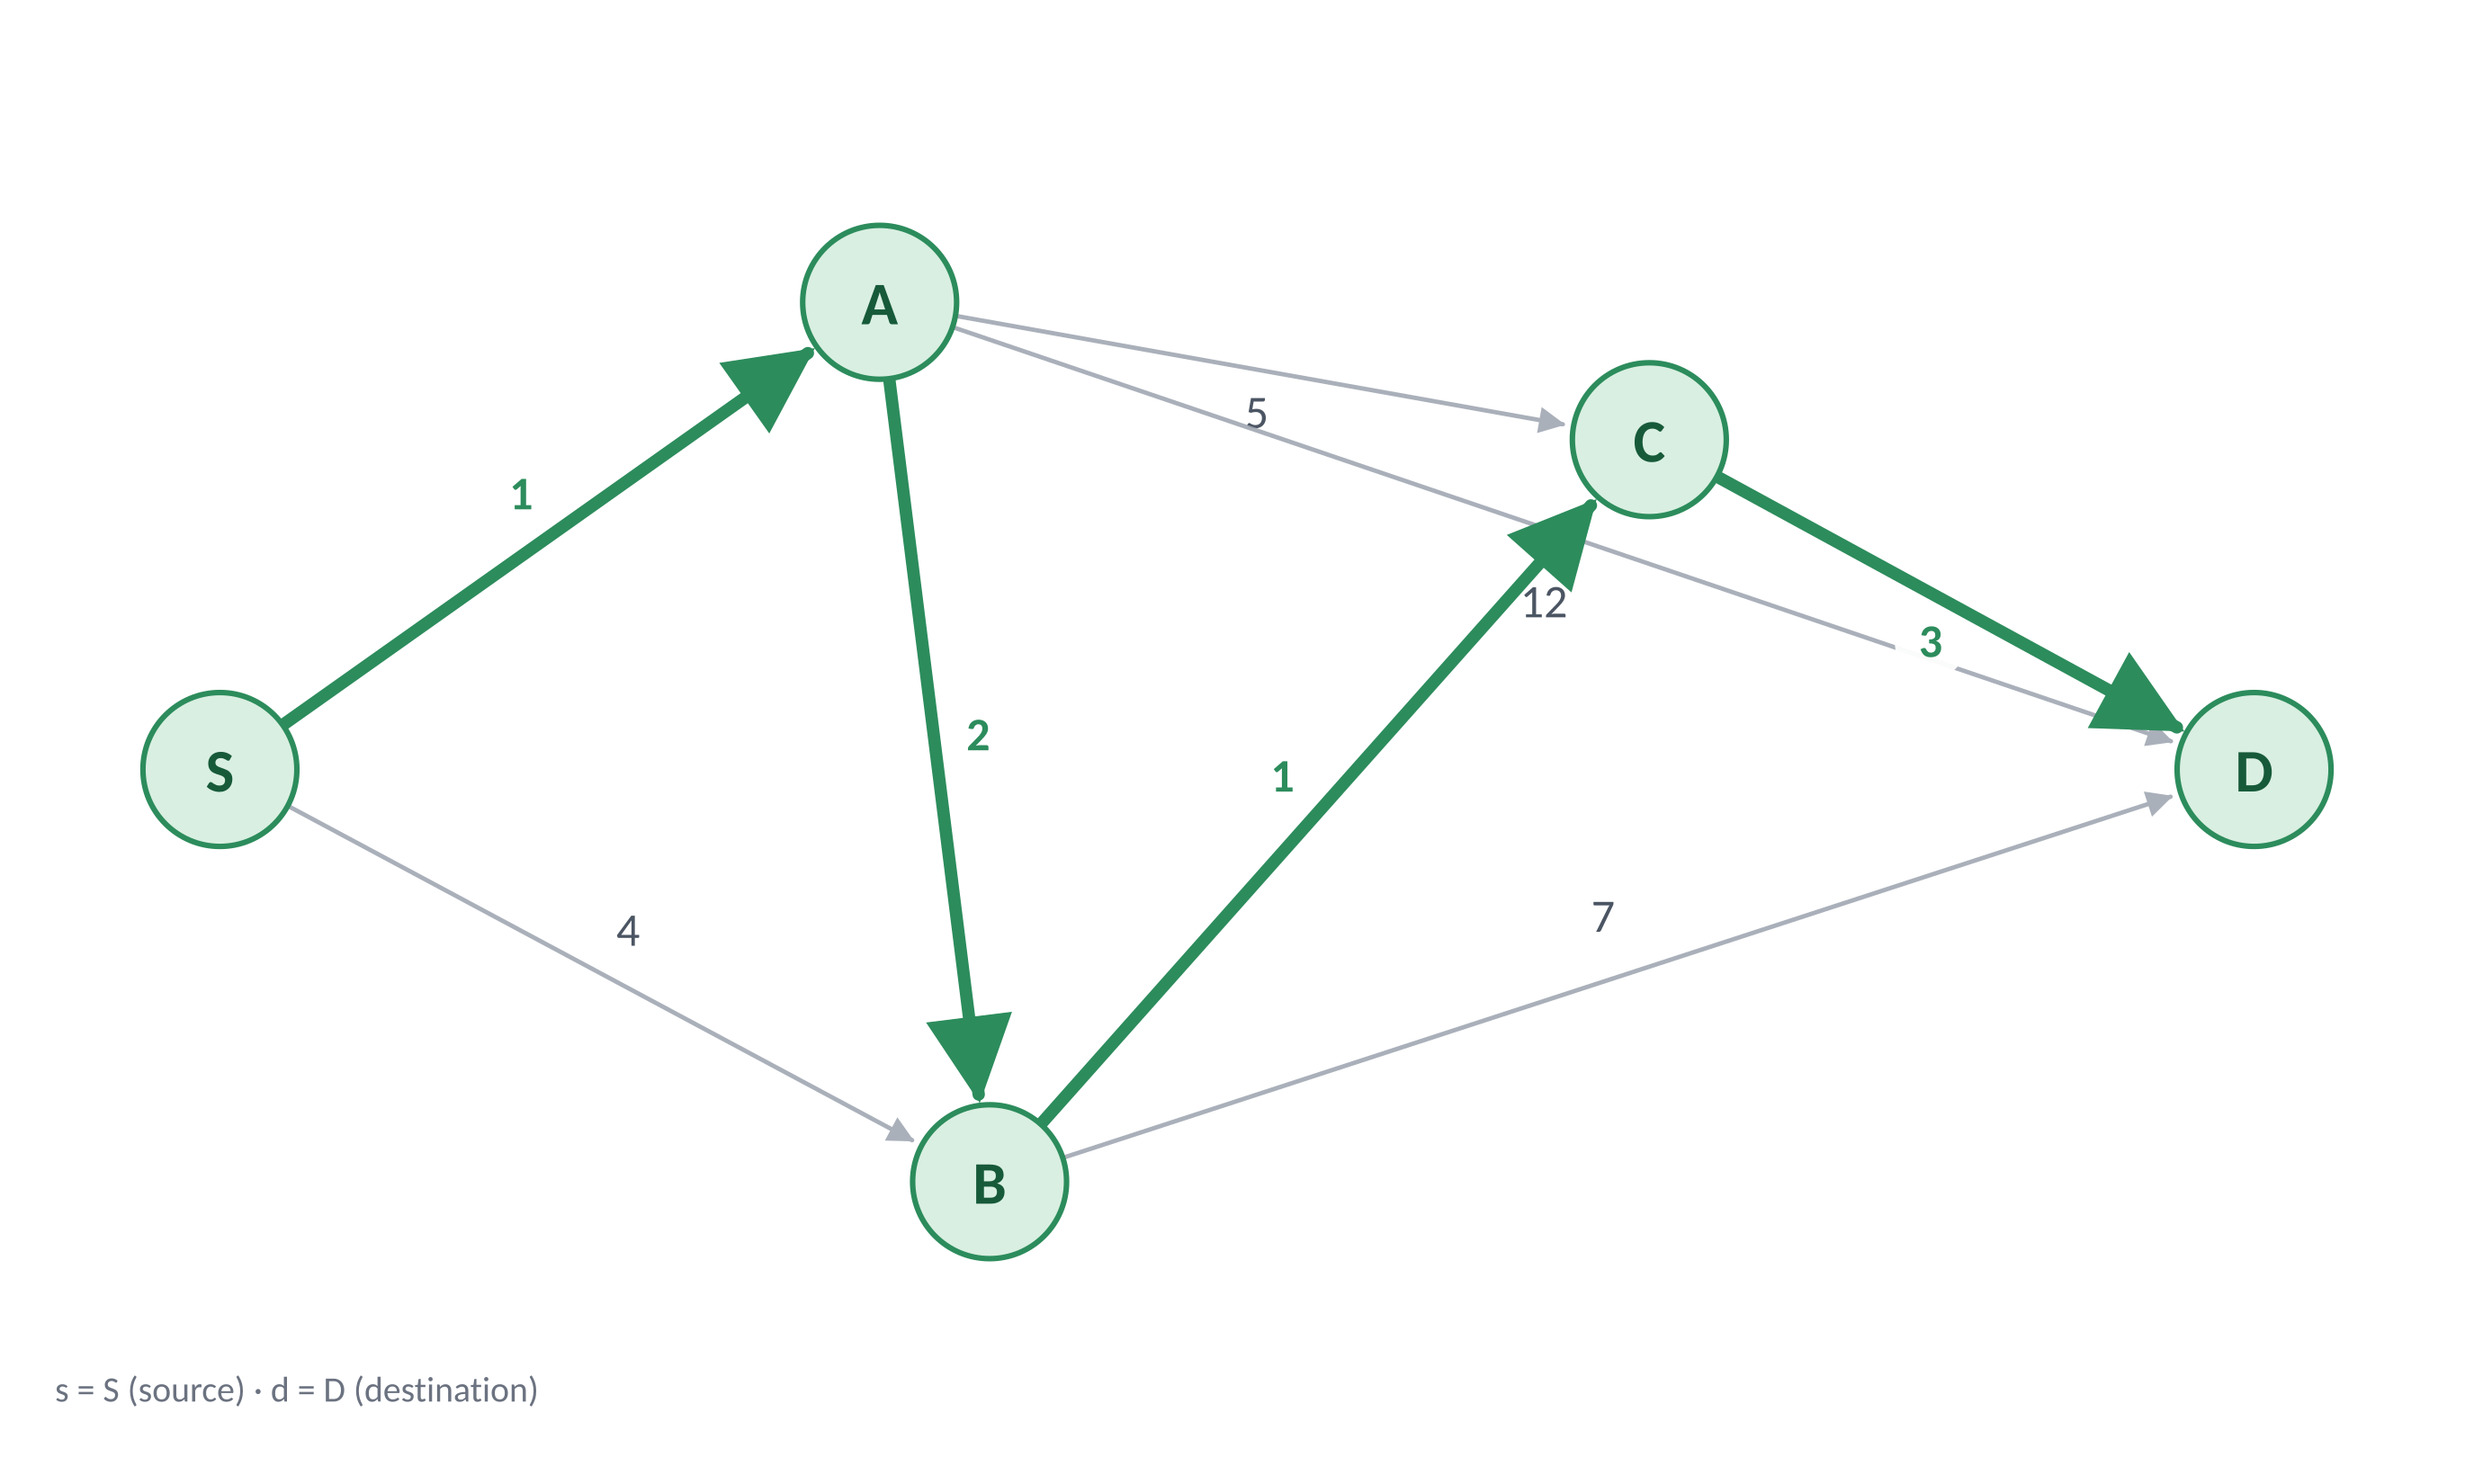 A
5
C
1
12
3
2
S
1
D
4
7
B
s = S (source) · d = D (destination)